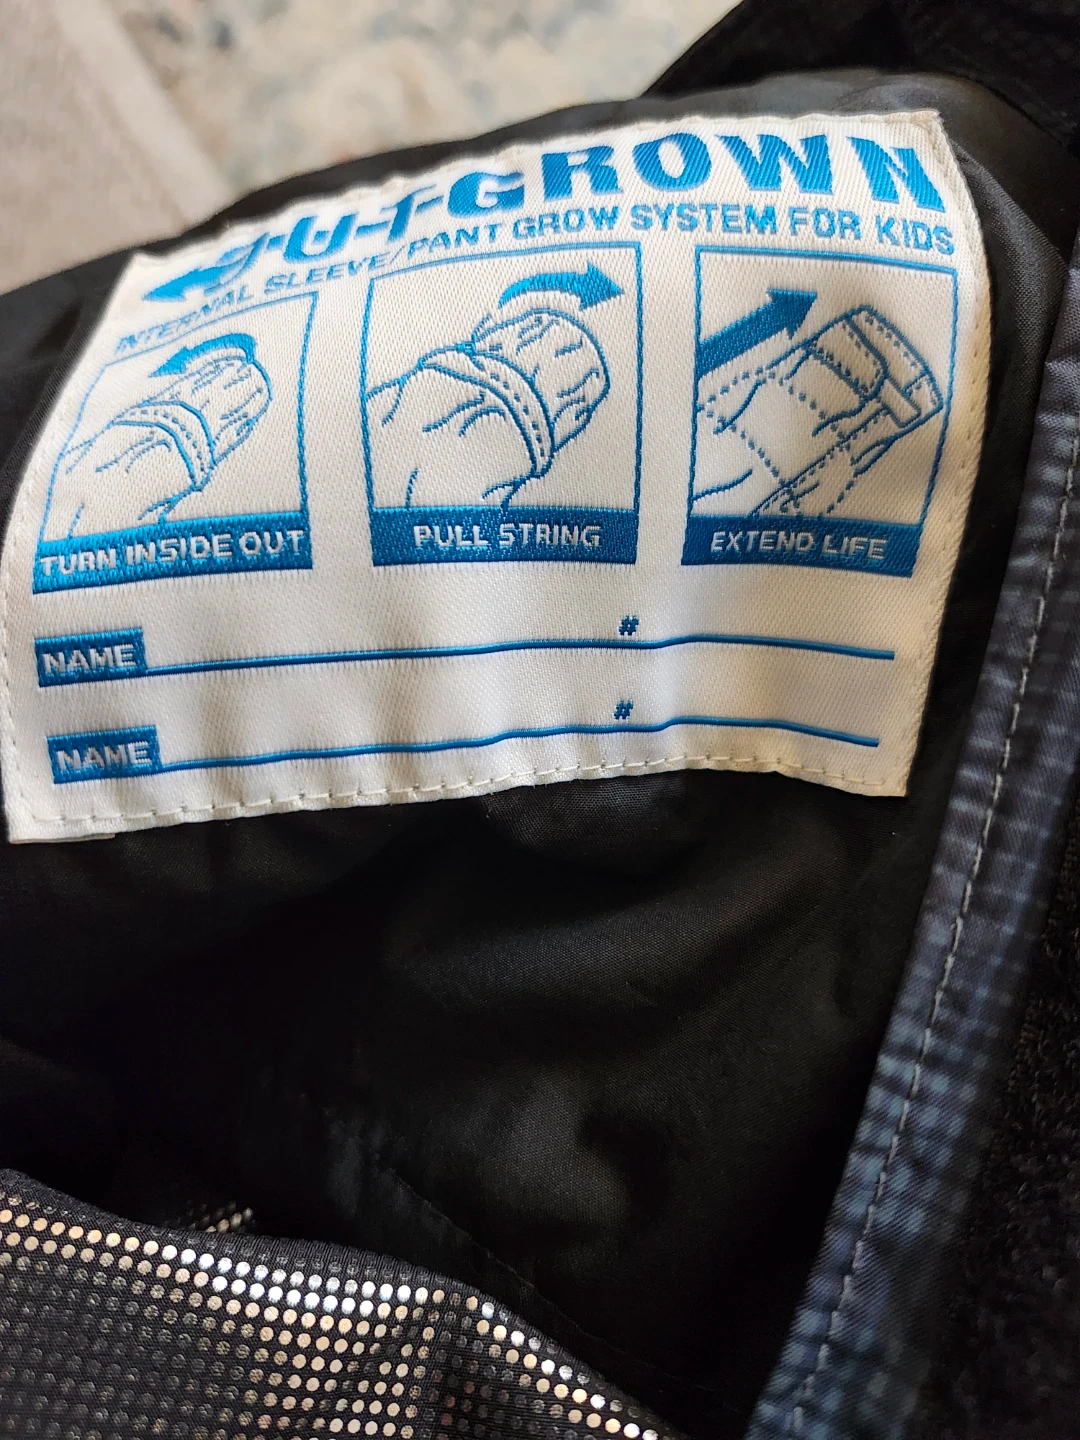 O-U-T-GROWN
INTERNAL SLEEVE/PANT GROW SYSTEM FOR KIDS
TURN INSIDE OUT
PULL STRING
EXTEND LIFE
NAME #
NAME #